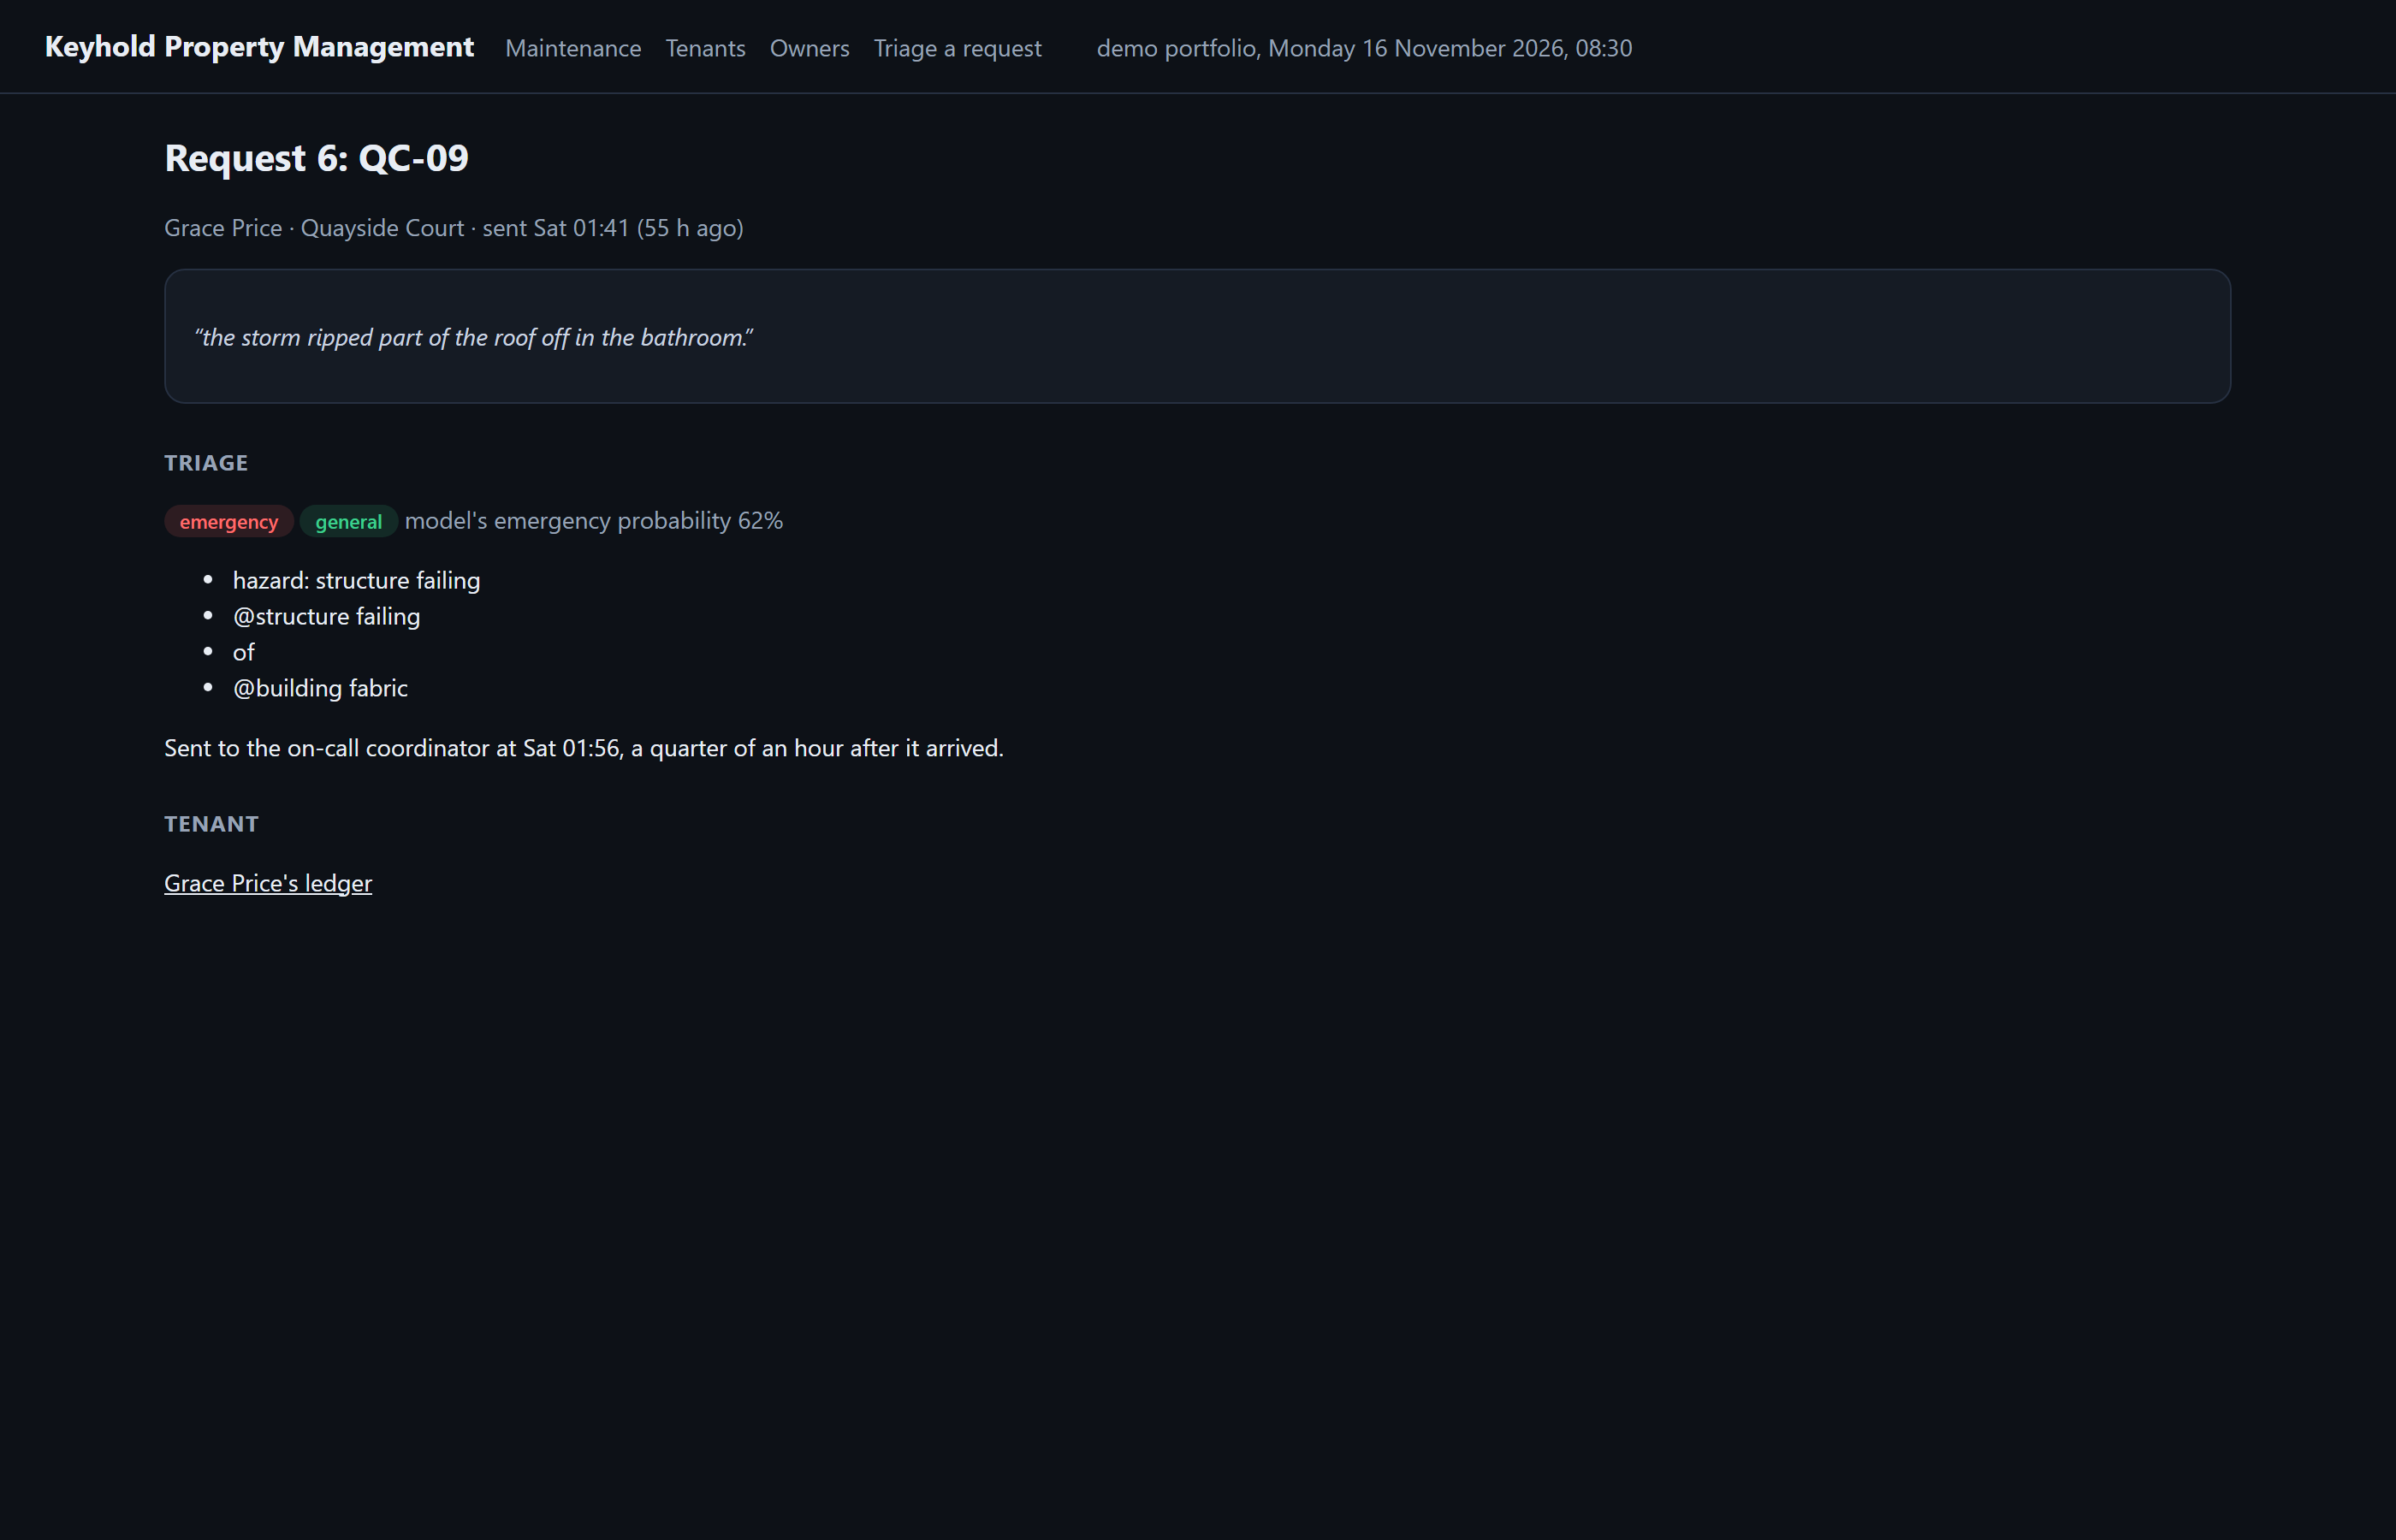 Keyhold Property Management Maintenance Tenants Owners Triage a request demo portfolio, Monday 16 November 2026, 08:30
Request 6: QC-09
Grace Price · Quayside Court · sent Sat 01:41 (55 h ago)
“the storm ripped part of the roof off in the bathroom.”
TRIAGE
emergency general model's emergency probability 62%
• hazard: structure failing
• @structure failing
• of
• @building fabric
Sent to the on-call coordinator at Sat 01:56, a quarter of an hour after it arrived.
TENANT
Grace Price's ledger